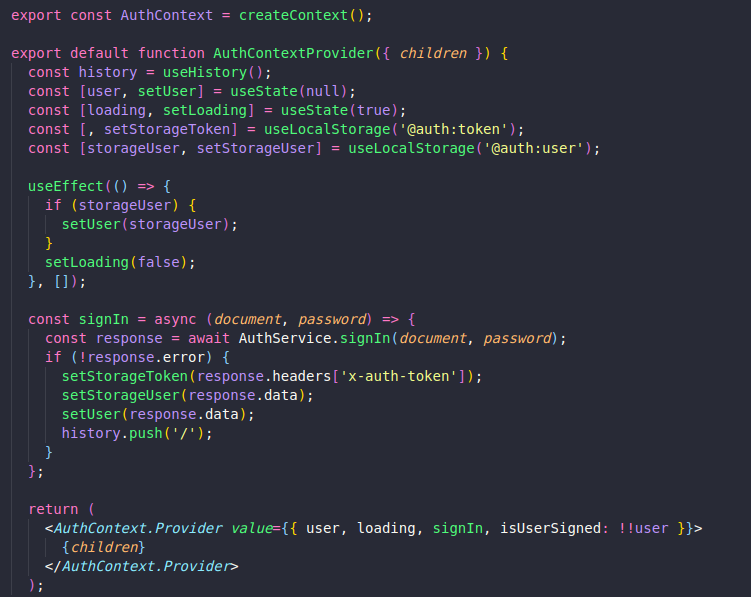 export const AuthContext = createContext();

export default function AuthContextProvider({ children }) {
  const history = useHistory();
  const [user, setUser] = useState(null);
  const [loading, setLoading] = useState(true);
  const [, setStorageToken] = useLocalStorage('@auth:token');
  const [storageUser, setStorageUser] = useLocalStorage('@auth:user');

  useEffect(() => {
    if (storageUser) {
      setUser(storageUser);
    }
    setLoading(false);
  }, []);

  const signIn = async (document, password) => {
    const response = await AuthService.signIn(document, password);
    if (!response.error) {
      setStorageToken(response.headers['x-auth-token']);
      setStorageUser(response.data);
      setUser(response.data);
      history.push('/');
    }
  };

  return (
    <AuthContext.Provider value={{ user, loading, signIn, isUserSigned: !!user }}>
      {children}
    </AuthContext.Provider>
  );